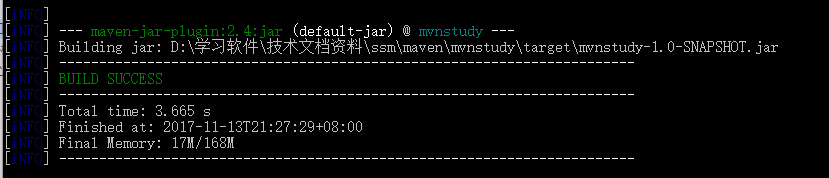 [INFO]
[INFO] --- maven-jar-plugin:2.4:jar (default-jar) @ mvnstudy ---
[INFO] Building jar: D:\学习软件\技术文档资料\ssm\maven\mvnstudy\target\mvnstudy-1.0-SNAPSHOT.jar
[INFO] ------------------------------------------------------------------------
[INFO] BUILD SUCCESS
[INFO] ------------------------------------------------------------------------
[INFO] Total time: 3.665 s
[INFO] Finished at: 2017-11-13T21:27:29+08:00
[INFO] Final Memory: 17M/168M
[INFO] ------------------------------------------------------------------------